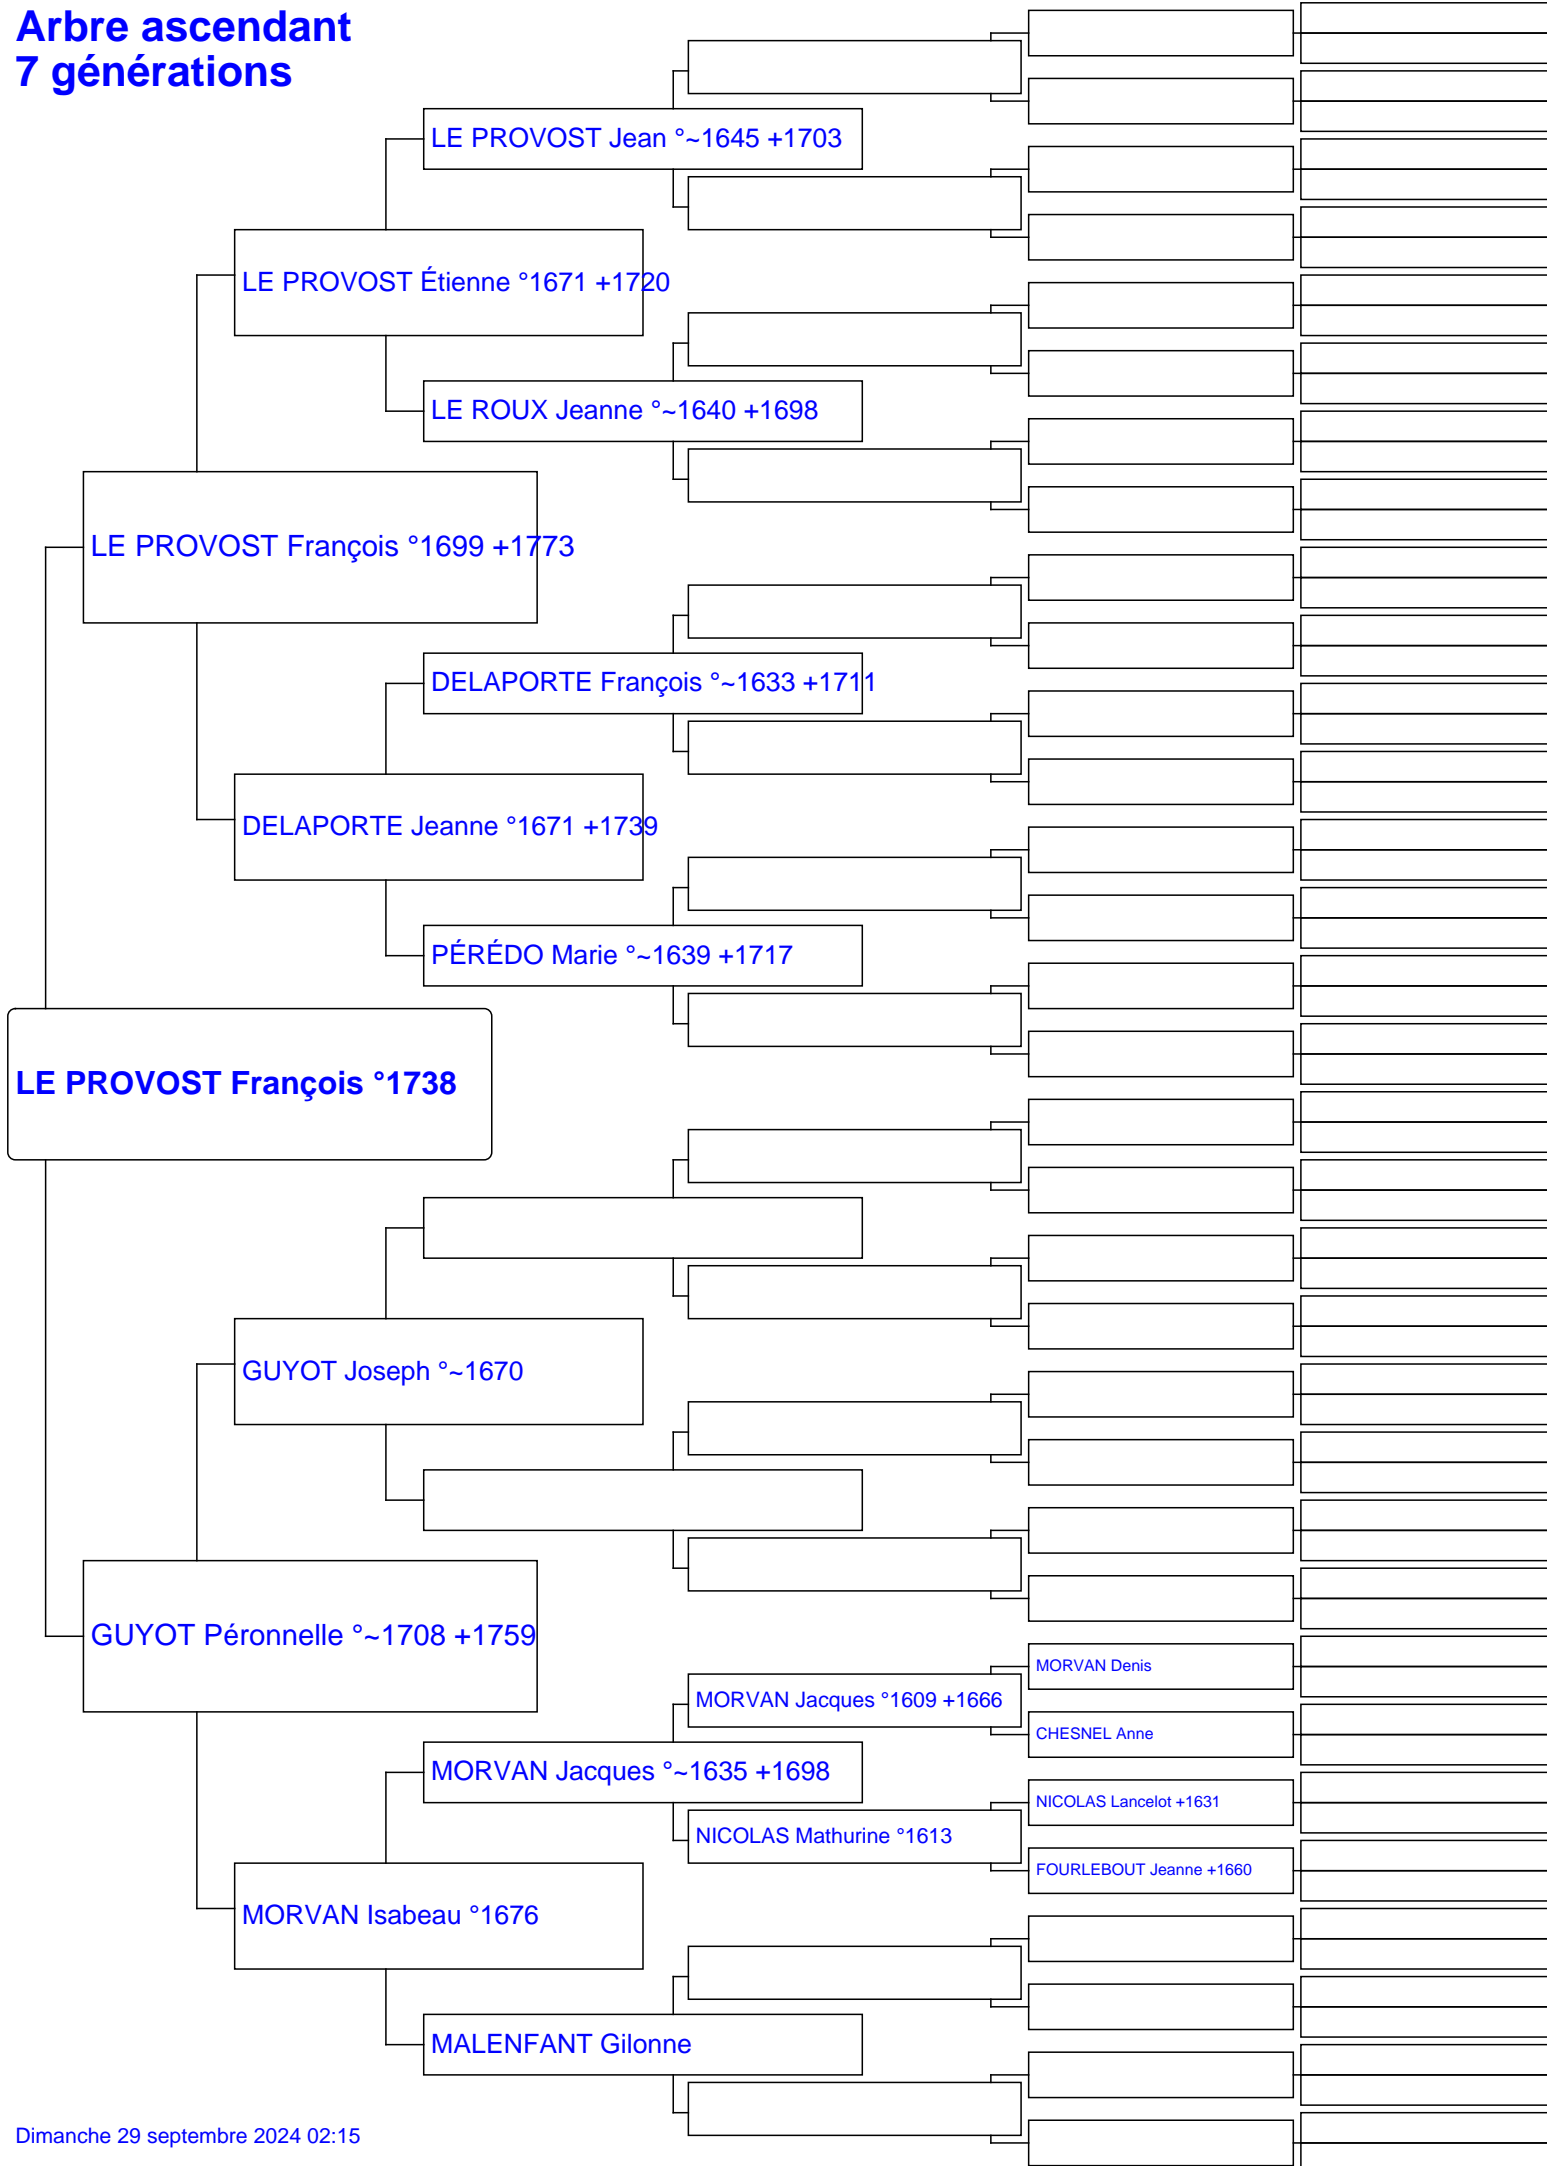 Arbre ascendant
7 générations
LE PROVOST Jean °~1645 +1703
LE PROVOST Étienne °1671 +1720
LE ROUX Jeanne °~1640 +1698
LE PROVOST François °1699 +1773
DELAPORTE François °~1633 +1711
DELAPORTE Jeanne °1671 +1739
PÉRÉDO Marie °~1639 +1717
LE PROVOST François °1738
GUYOT Joseph °~1670
GUYOT Péronnelle °~1708 +1759
MORVAN Denis
MORVAN Jacques °1609 +1666
CHESNEL Anne
MORVAN Jacques °~1635 +1698
NICOLAS Lancelot +1631
NICOLAS Mathurine °1613
FOURLEBOUT Jeanne +1660
MORVAN Isabeau °1676
MALENFANT Gilonne
Dimanche 29 septembre 2024 02:15